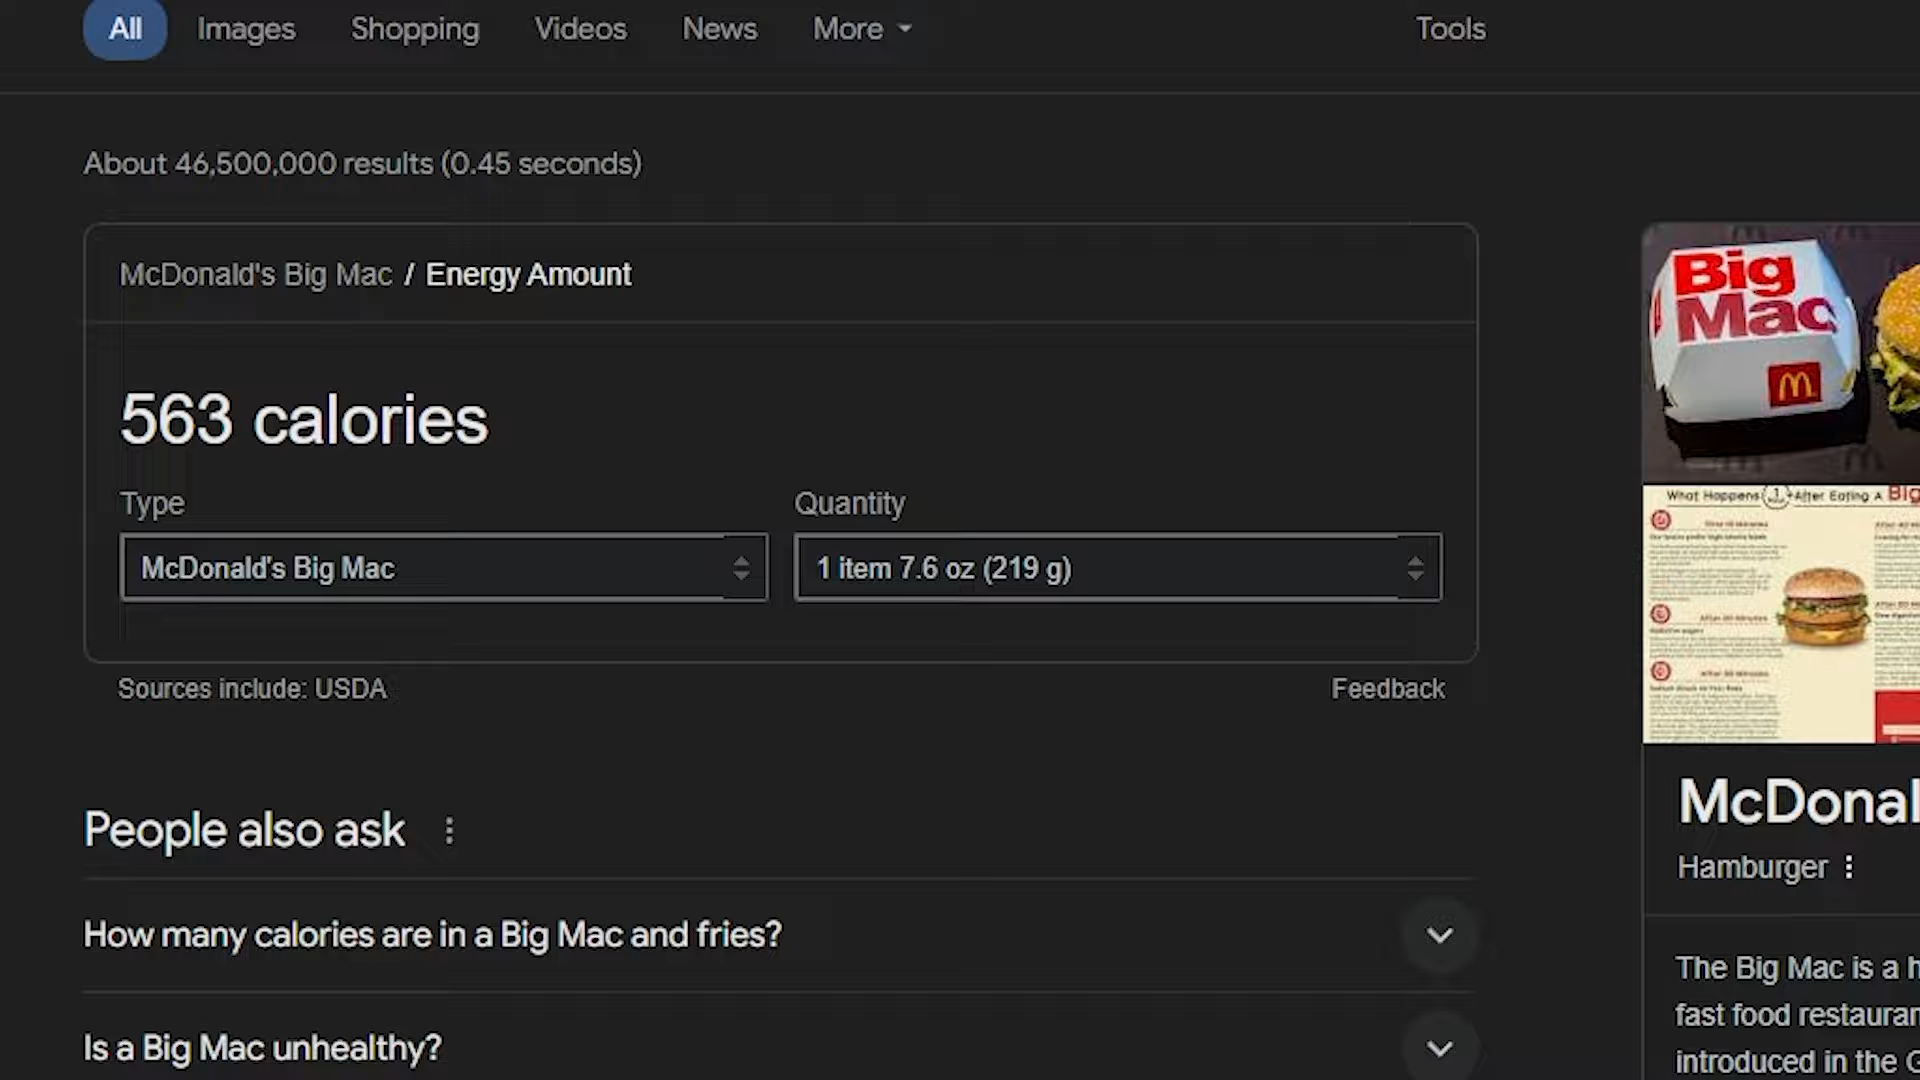 All Images Shopping Videos News More Tools
About 46,500,000 results (0.45 seconds)
McDonald's Big Mac / Energy Amount
563 calories
Type Quantity
McDonald's Big Mac 1 item 7.6 oz (219 g)
Sources include: USDA Feedback
People also ask
How many calories are in a Big Mac and fries?
Is a Big Mac unhealthy?
Big
Mac
What Happens 1 After Eating A Big
McDonal
Hamburger
The Big Mac is a h
fast food restauran
introduced in the G